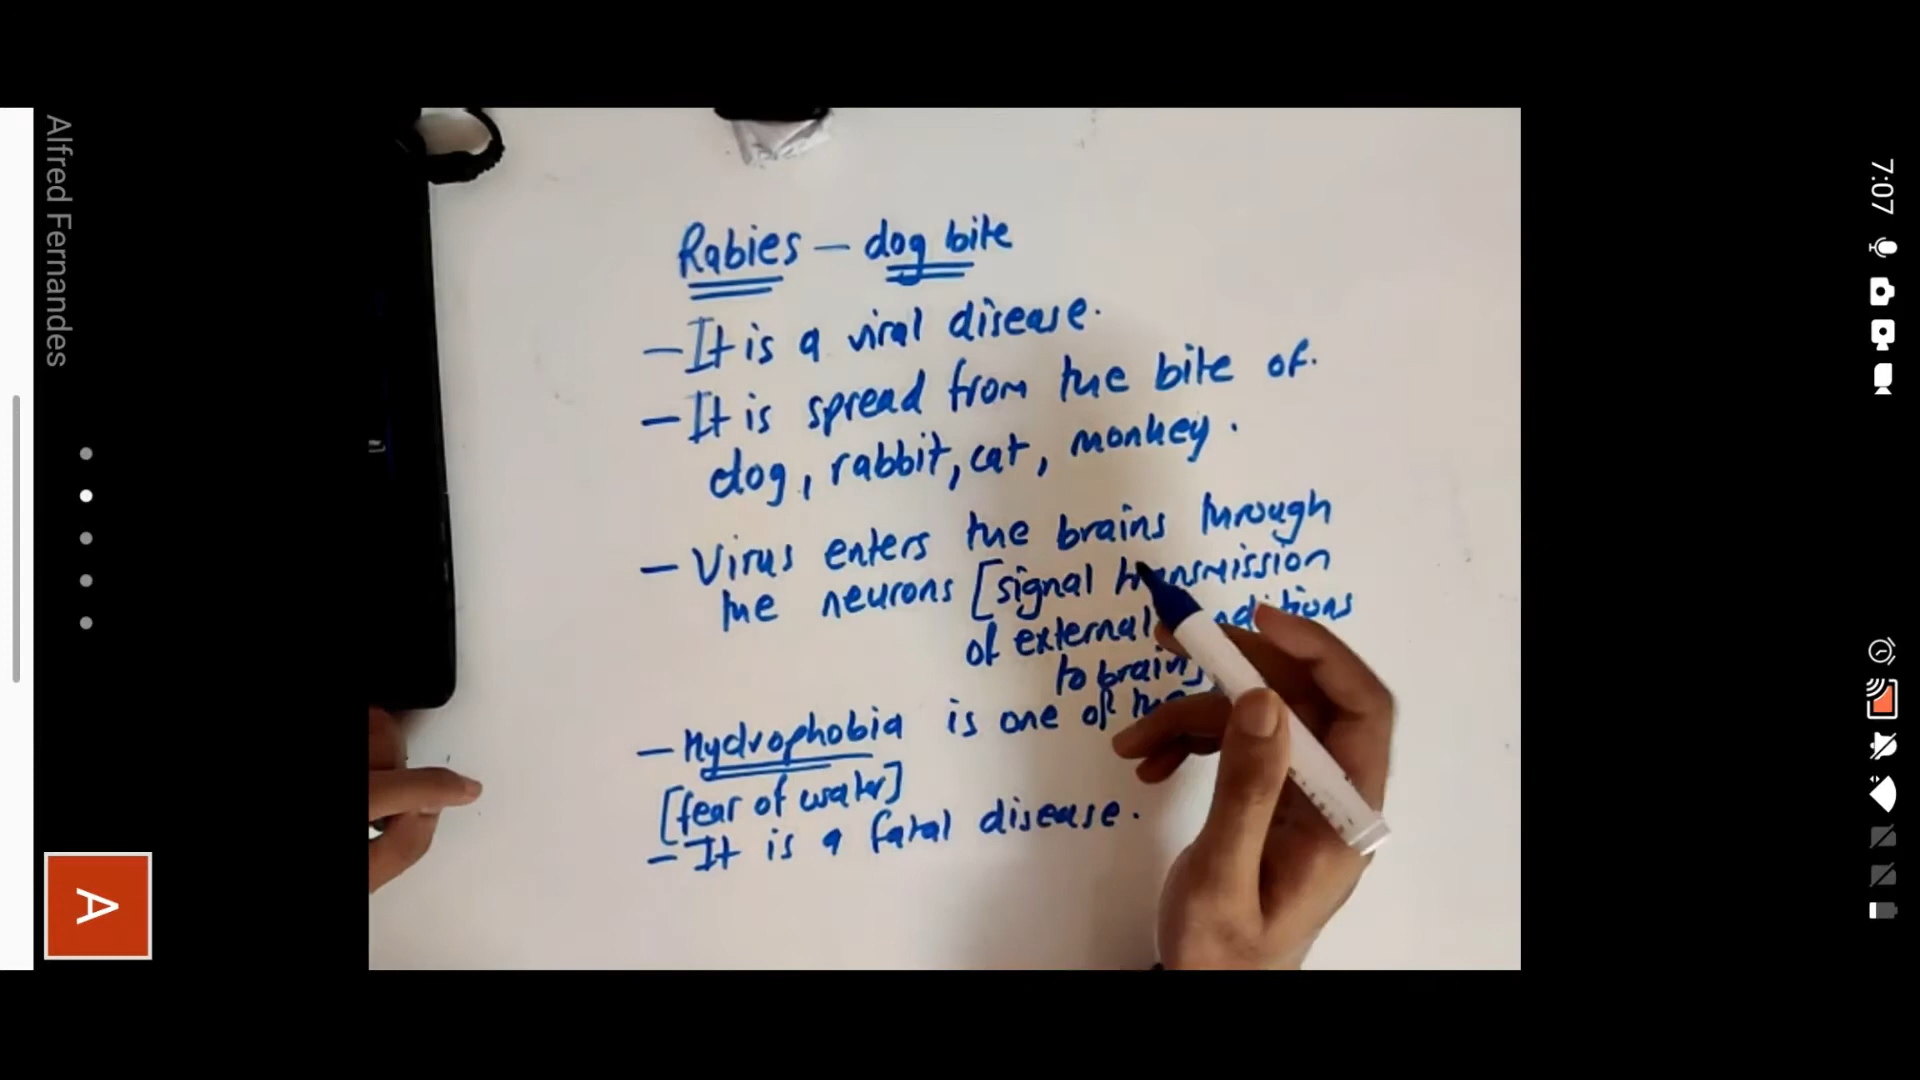 Alfred Fernandes
7:07
Rabies - dog bite
- It is a viral disease.
- It is spread from the bite of.
dog, rabbit, cat, monkey.
- Virus enters the brains through
the neurons [signal transmission
of external
to brain]
- Hydrophobia is one of the
[fear of water]
- It is a fatal disease.
A